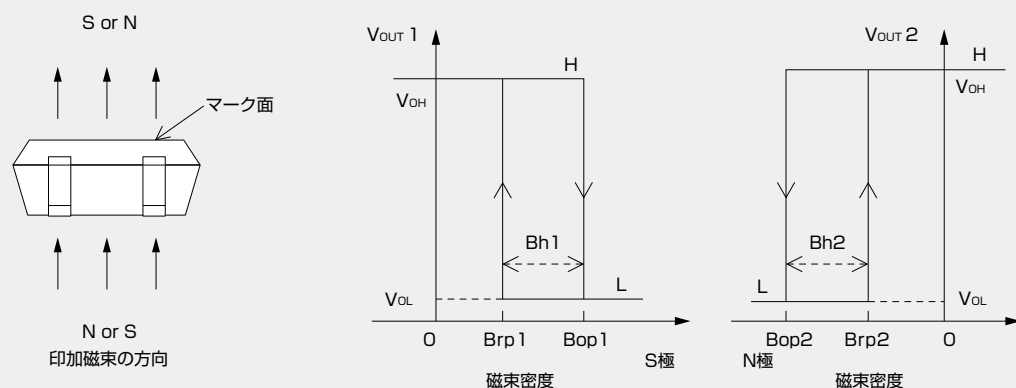 S or N
マーク面
N or S
印加磁束の方向
VOUT 1
H
VOH
Bh1
L
VOL
O
Brp1
Bop1
S極
磁束密度
VOUT 2
H
VOH
Bh2
L
VOL
Bop2
Brp2
O
N極
磁束密度